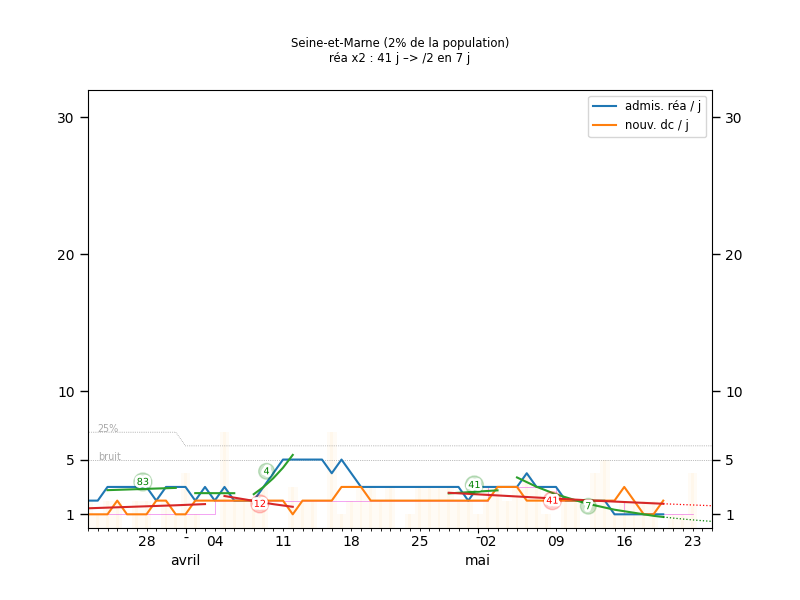 Seine-et-Marne (2% de la population)
réa x2 : 41 j –> /2 en 7 j
admis. réa / j
nouv. dc / j
30 30
20 20
10 10
25%
5 bruit 5
1 1
83 4 12 41 41 7
28 - 04 11 18 25 -02 09 16 23
avril mai